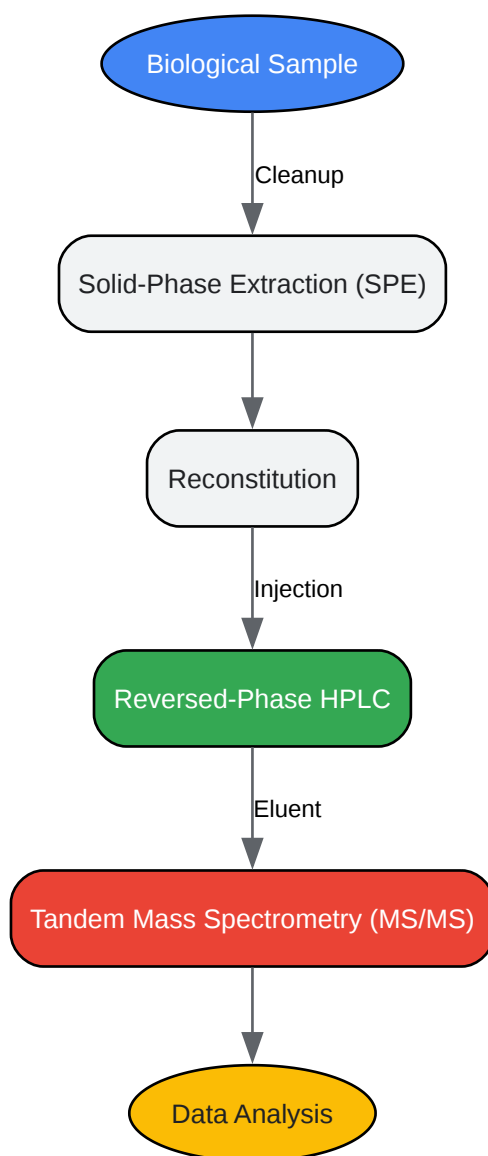 Biological Sample
Cleanup
Solid-Phase Extraction (SPE)
Reconstitution
Injection
Reversed-Phase HPLC
Eluent
Tandem Mass Spectrometry (MS/MS)
Data Analysis